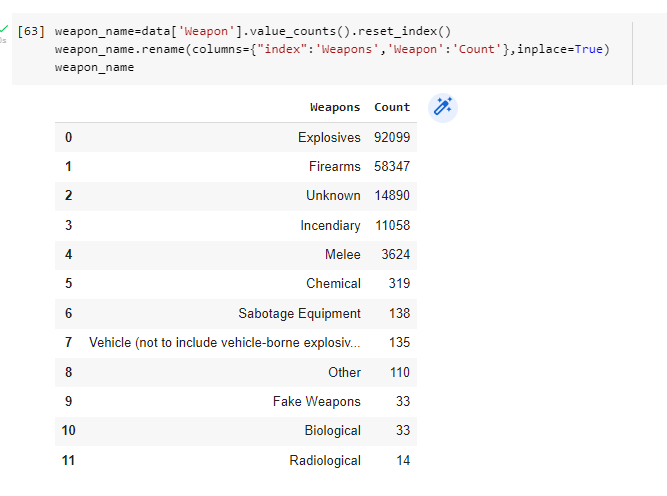 [63] weapon_name=data['Weapon'].value_counts().reset_index()
weapon_name.rename(columns={"index":'Weapons','Weapon':'Count'},inplace=True)
weapon_name
Weapons Count
0 Explosives 92099
1 Firearms 58347
2 Unknown 14890
3 Incendiary 11058
4 Melee 3624
5 Chemical 319
6 Sabotage Equipment 138
7 Vehicle (not to include vehicle-borne explosiv... 135
8 Other 110
9 Fake Weapons 33
10 Biological 33
11 Radiological 14